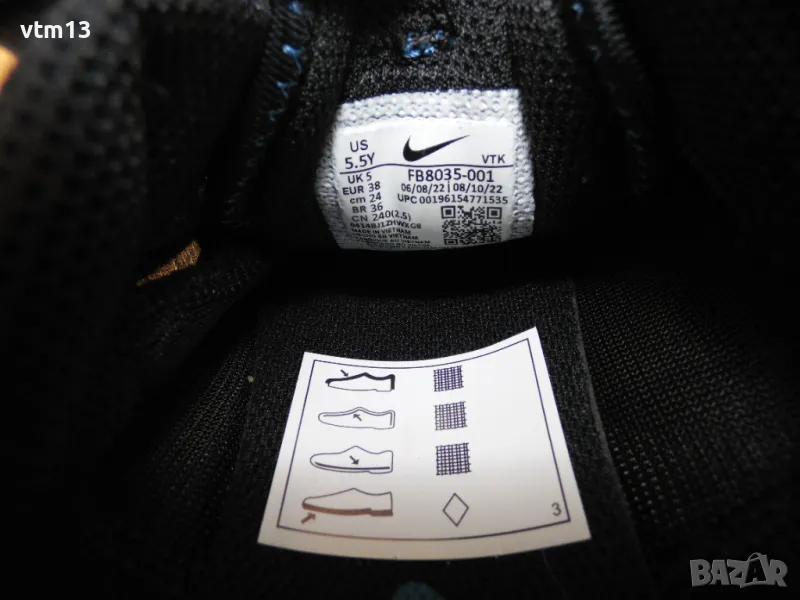 vtm13
US
5.5Y
VTK
UK 5
FB8035-001
EUR 38
06/08/22 | 08/10/22
cm 24
UPC 00196154771535
BR 36
CN 240(2.5)
MADE IN VIETNAM
3
BAZAR